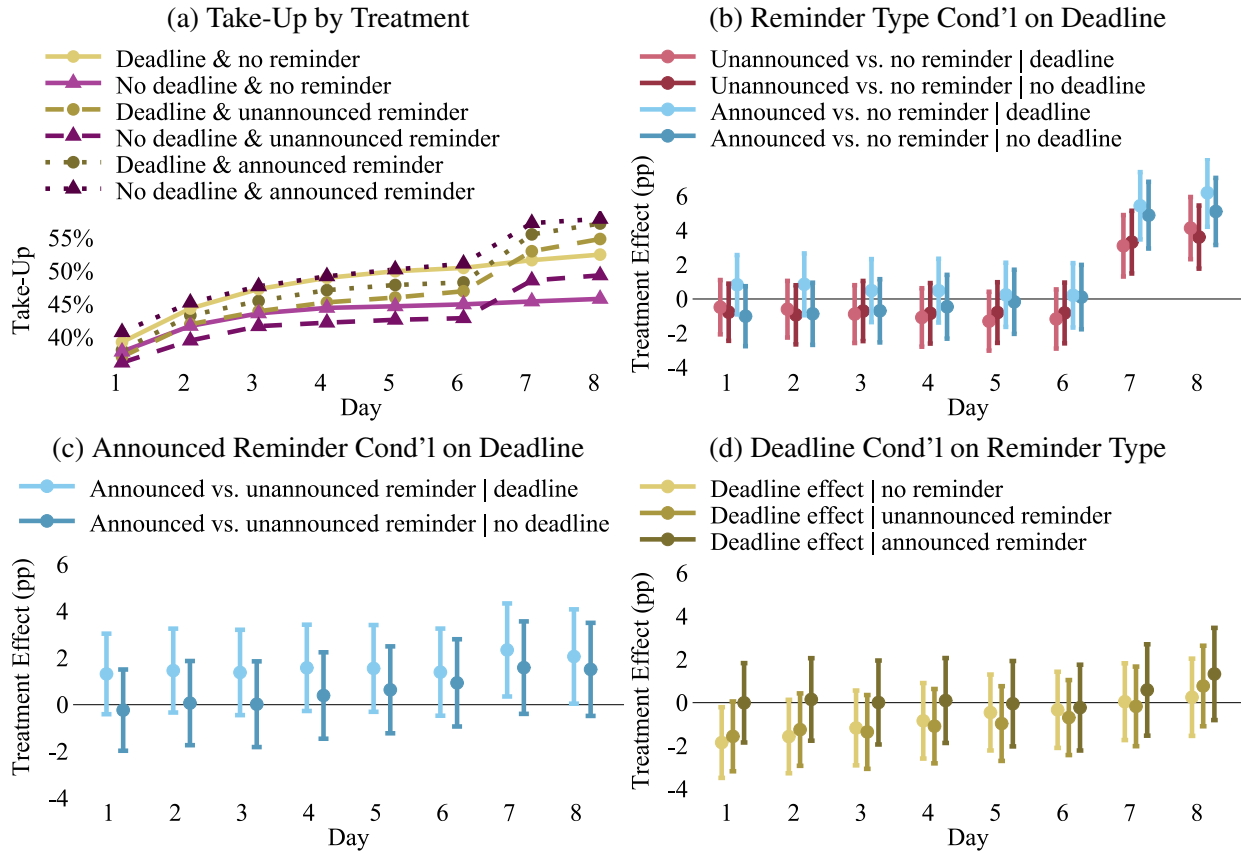 (a) Take-Up by Treatment
Deadline & no reminder
No deadline & no reminder
Deadline & unannounced reminder
No deadline & unannounced reminder
Deadline & announced reminder
No deadline & announced reminder
Take-Up
55%
50%
45%
40%
1 2 3 4 5 6 7 8
Day
(b) Reminder Type Cond'l on Deadline
Unannounced vs. no reminder | deadline
Unannounced vs. no reminder | no deadline
Announced vs. no reminder | deadline
Announced vs. no reminder | no deadline
Treatment Effect (pp)
6
4
2
0
-2
-4
1 2 3 4 5 6 7 8
Day
(c) Announced Reminder Cond'l on Deadline
Announced vs. unannounced reminder | deadline
Announced vs. unannounced reminder | no deadline
Treatment Effect (pp)
6
4
2
0
-2
-4
1 2 3 4 5 6 7 8
Day
(d) Deadline Cond'l on Reminder Type
Deadline effect | no reminder
Deadline effect | unannounced reminder
Deadline effect | announced reminder
Treatment Effect (pp)
6
4
2
0
-2
-4
1 2 3 4 5 6 7 8
Day